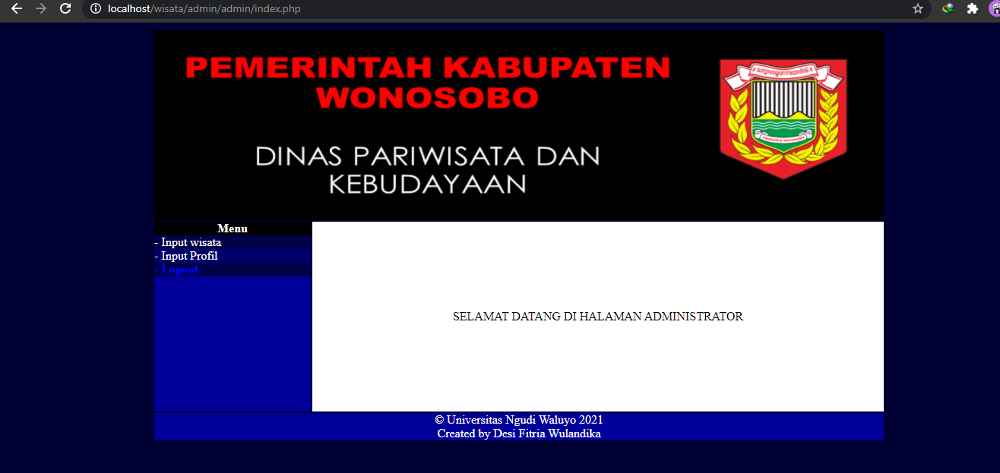 localhost/wisata/admin/admin/index.php
PEMERINTAH KABUPATEN
WONOSOBO
DINAS PARIWISATA DAN
KEBUDAYAAN
Menu
- Input wisata
- Input Profil
- Logout
SELAMAT DATANG DI HALAMAN ADMINISTRATOR
© Universitas Ngudi Waluyo 2021
Created by Desi Fitria Wulandika